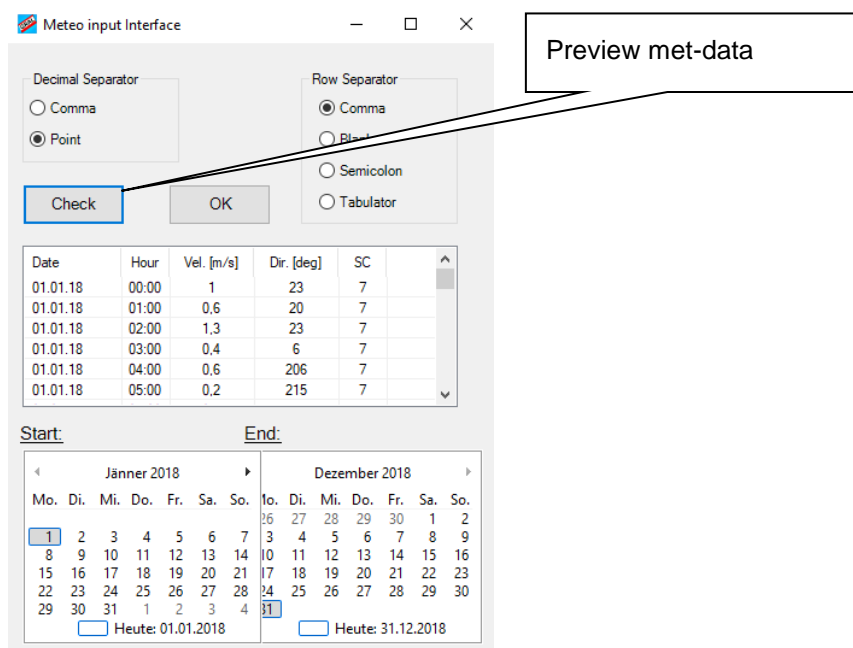 Meteo input Interface
Preview met-data
Decimal Separator
Comma
Point
Row Separator
Comma
Semicolon
Tabulator
Check
OK
Date Hour Vel. [m/s] Dir. [deg] SC
01.01.18 00:00 1 23 7
01.01.18 01:00 0,6 20 7
01.01.18 02:00 1,3 23 7
01.01.18 03:00 0,4 6 7
01.01.18 04:00 0,6 206 7
01.01.18 05:00 0,2 215 7
Start:
End:
Jänner 2018
Mo. Di. Mi. Do. Fr. Sa. So.
1 2 3 4 5 6 7
8 9 10 11 12 13 14
15 16 17 18 19 20 21
22 23 24 25 26 27 28
29 30 31 1 2 3 4
Heute: 01.01.2018
Dezember 2018
Mo. Di. Mi. Do. Fr. Sa. So.
26 27 28 29 30 1 2
3 4 5 6 7 8 9
10 11 12 13 14 15 16
17 18 19 20 21 22 23
24 25 26 27 28 29 30
31
Heute: 31.12.2018